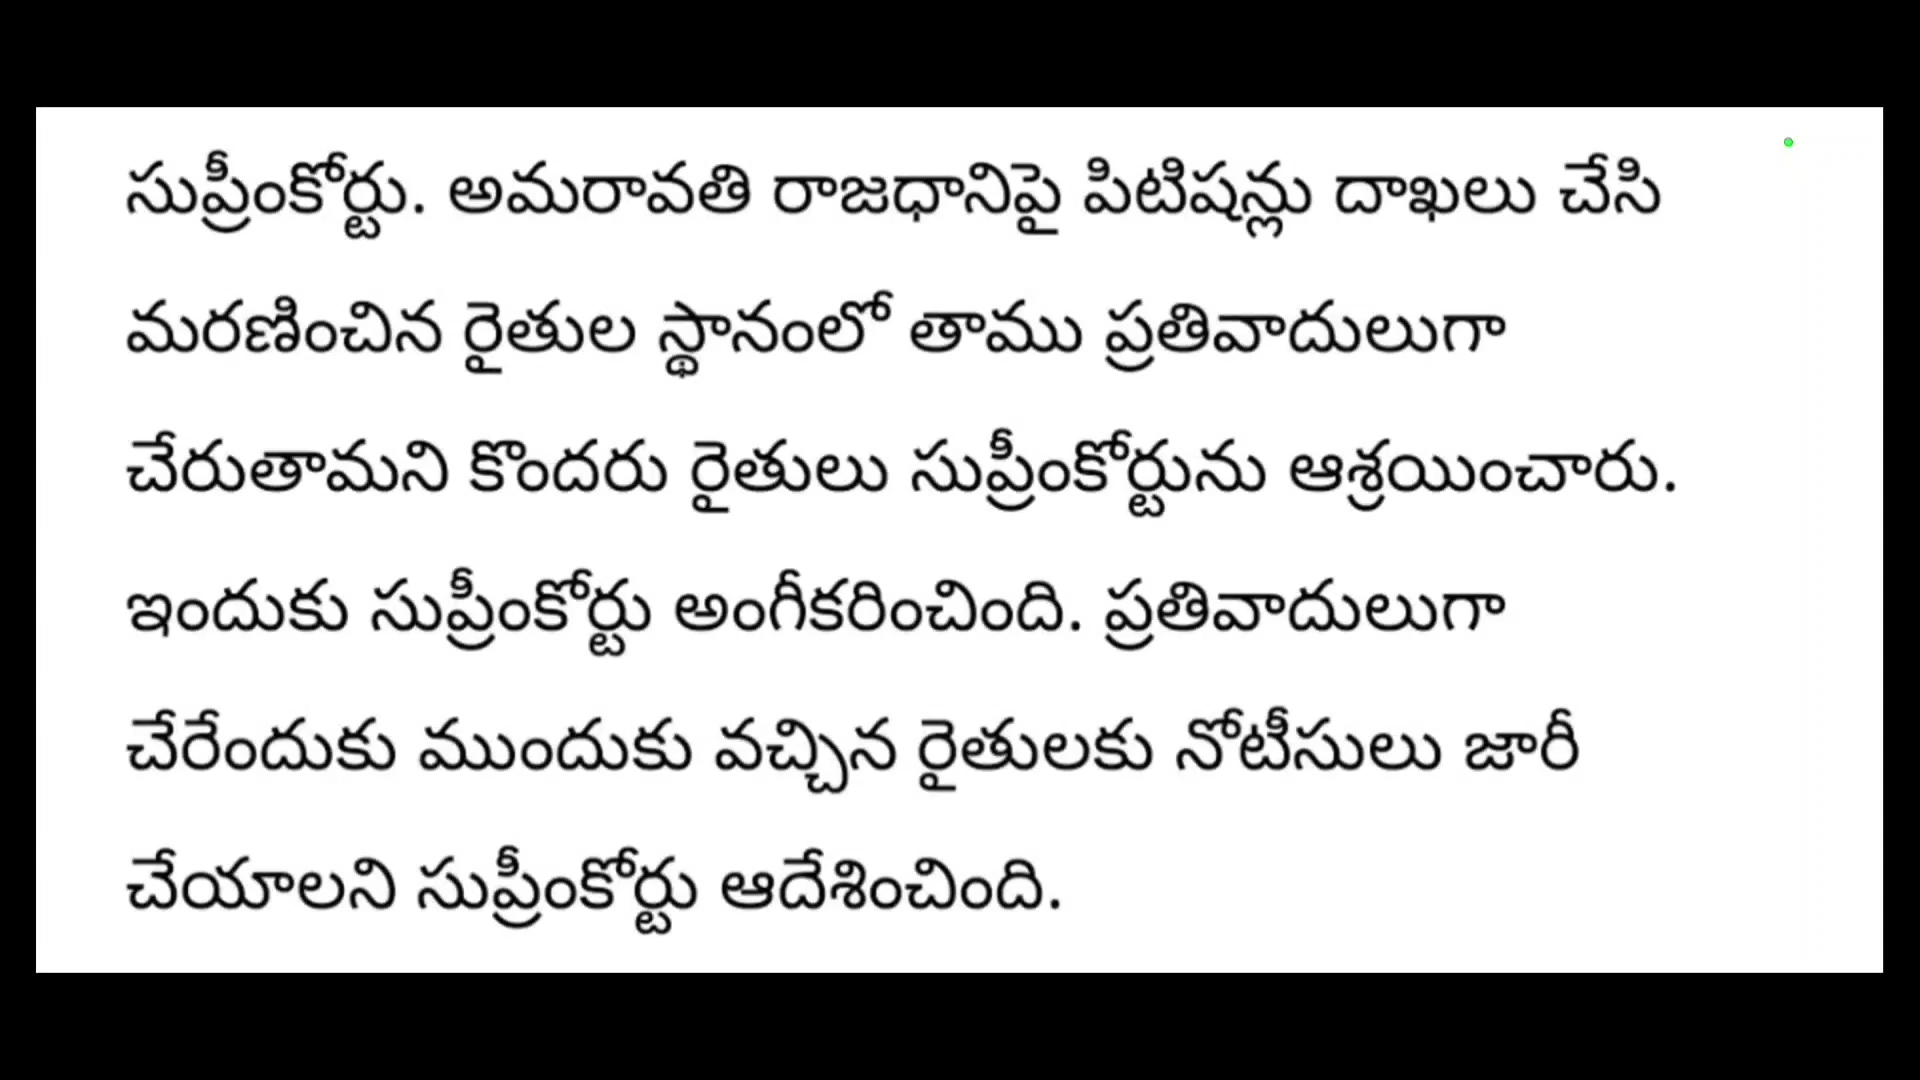 సుప్రీంకోర్టు. అమరావతి రాజధానిపై పిటిషన్లు దాఖలు చేసి
మరణించిన రైతుల స్థానంలో తాము ప్రతివాదులుగా
చేరుతామని కొందరు రైతులు సుప్రీంకోర్టును ఆశ్రయించారు.
ఇందుకు సుప్రీంకోర్టు అంగీకరించింది. ప్రతివాదులుగా
చేరేందుకు ముందుకు వచ్చిన రైతులకు నోటీసులు జారీ
చేయాలని సుప్రీంకోర్టు ఆదేశించింది.